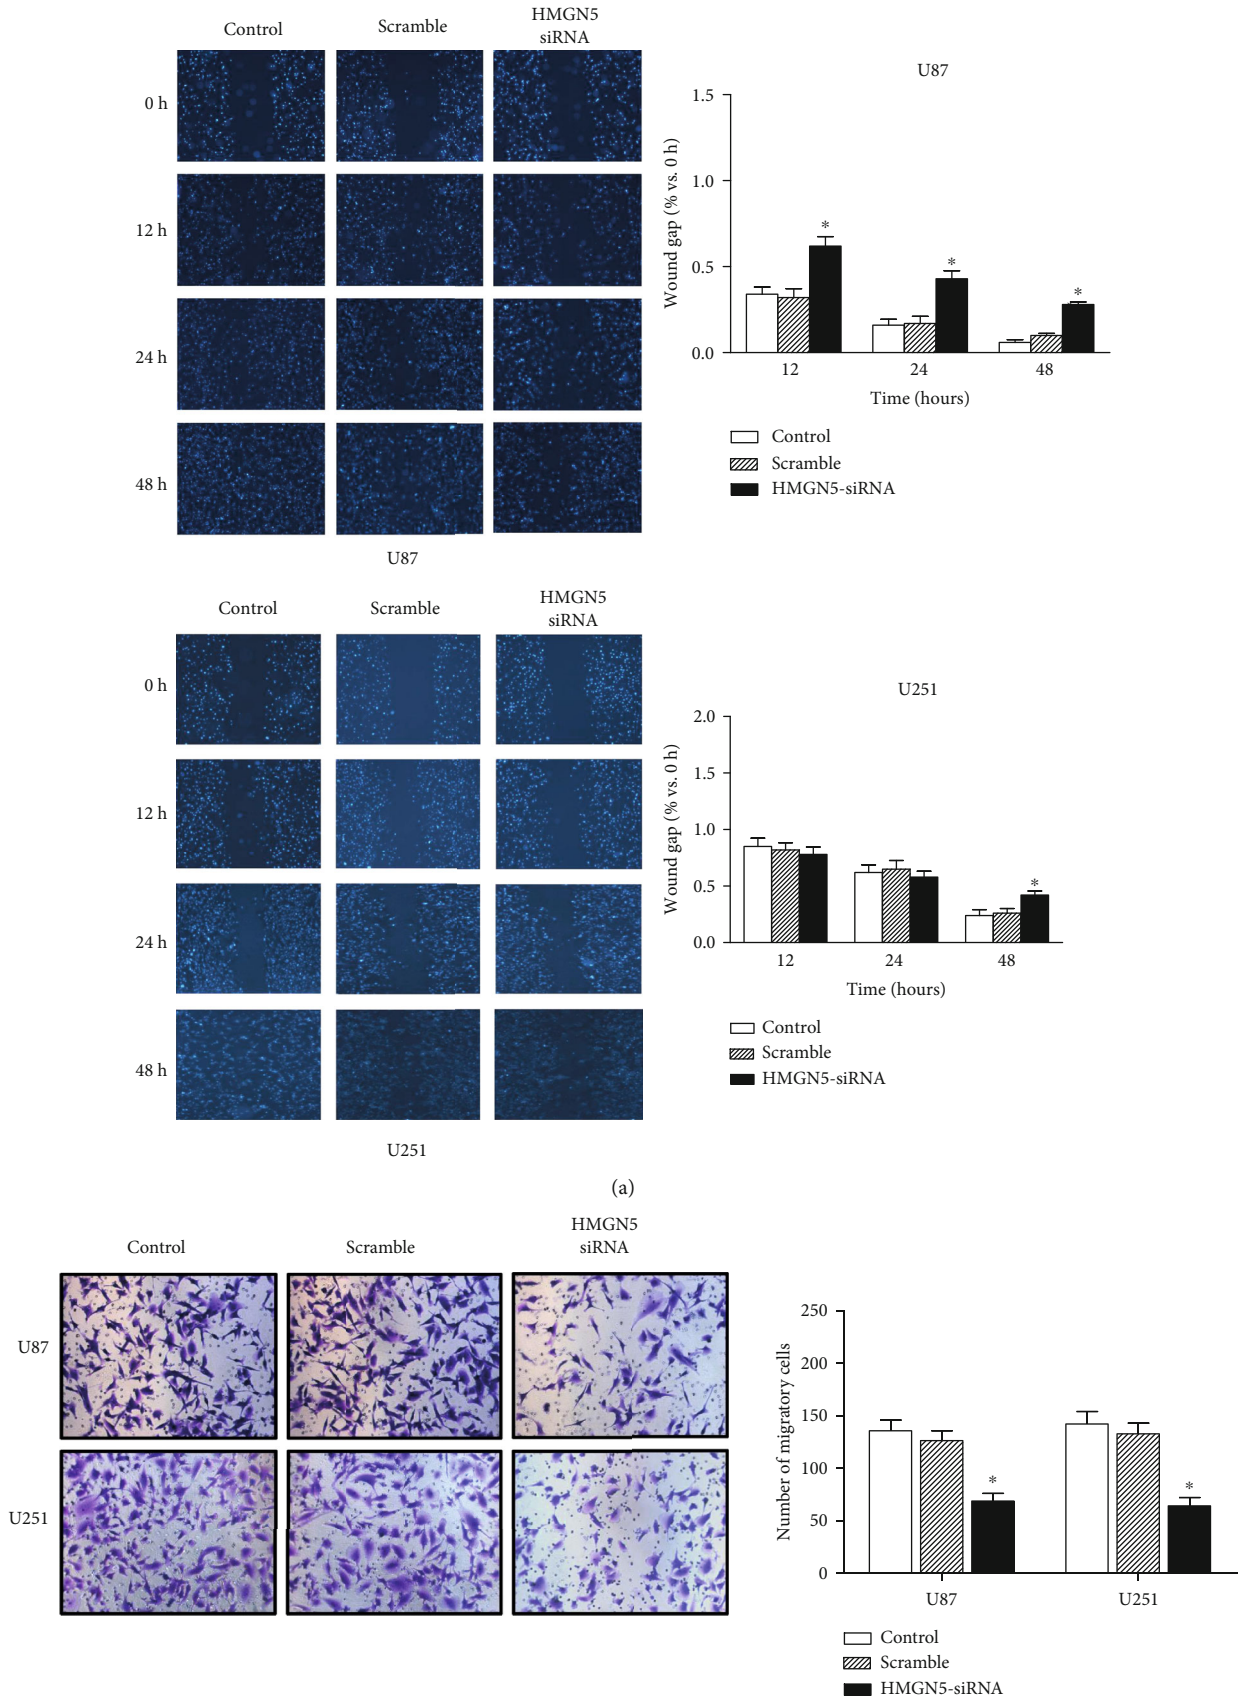 Control Scramble HMGN5
siRNA
0 h
12 h
24 h
48 h
U87
U87
1.5
1.0
0.5
0.0
Wound gap (% vs. 0 h)
* * *
12 24 48
Time (hours)
Control
Scramble
HMGN5-siRNA
Control Scramble HMGN5
siRNA
0 h
12 h
24 h
48 h
U251
U251
2.0
1.5
1.0
0.5
0.0
Wound gap (% vs. 0 h)
*
12 24 48
Time (hours)
Control
Scramble
HMGN5-siRNA
(a)
Control Scramble HMGN5
siRNA
U87
U251
250
200
150
100
50
0
Number of migratory cells
* *
U87 U251
Control
Scramble
HMGN5-siRNA